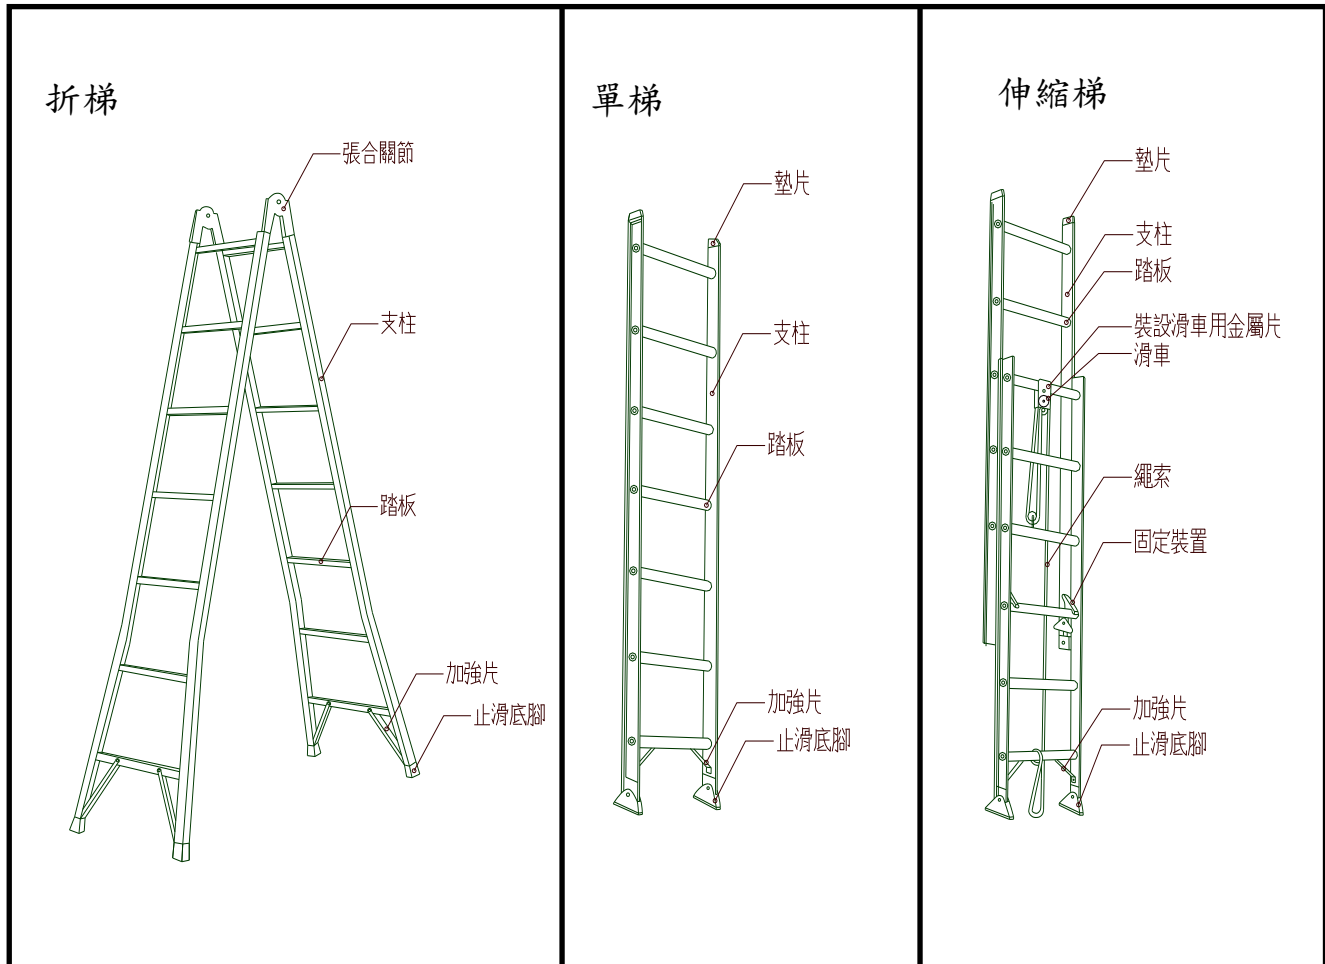 折梯
張合關節
支柱
踏板
加強片
止滑底腳
單梯
墊片
支柱
踏板
加強片
止滑底腳
伸縮梯
墊片
支柱
踏板
裝設滑車用金屬片
滑車
繩索
固定裝置
加強片
止滑底腳